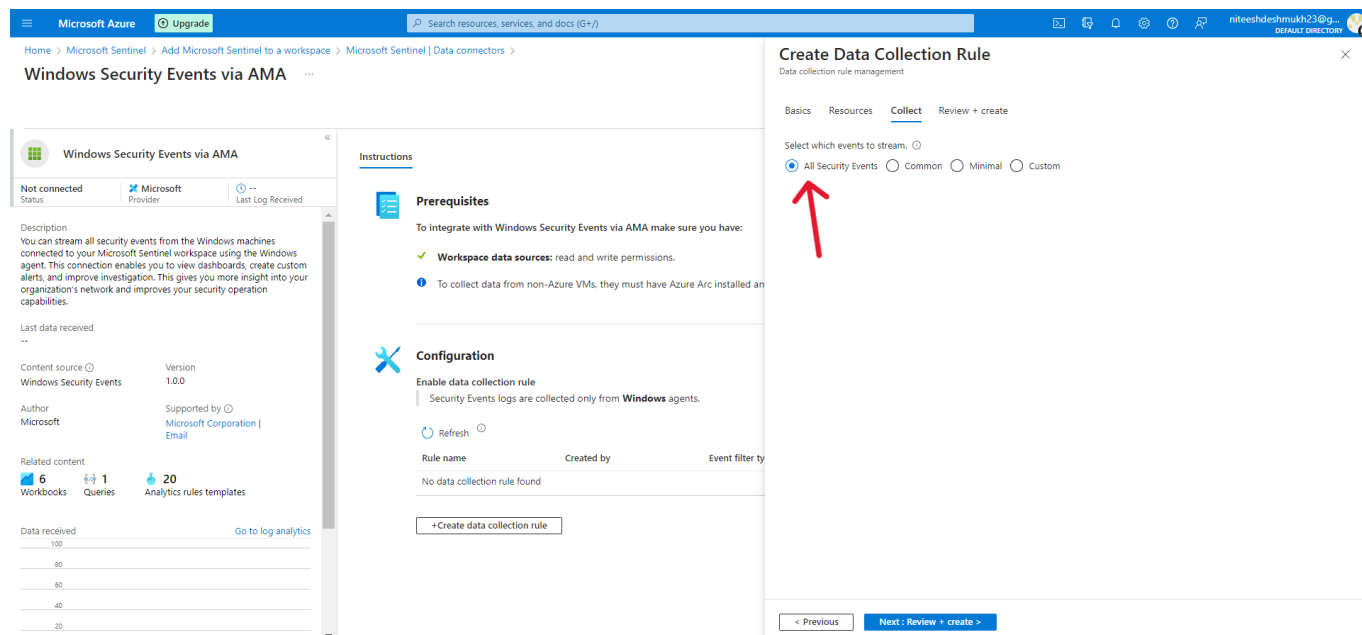 Microsoft Azure
Upgrade
Search resources, services, and docs (G+/)
niteeshdeshmukh23@g...
DEFAULT DIRECTORY
Home > Microsoft Sentinel > Add Microsoft Sentinel to a workspace > Microsoft Sentinel | Data connectors >
Windows Security Events via AMA ...
«
Windows Security Events via AMA
Not connected
Status
Microsoft
Provider
--
Last Log Received
Description
You can stream all security events from the Windows machines
connected to your Microsoft Sentinel workspace using the Windows
agent. This connection enables you to view dashboards, create custom
alerts, and improve investigation. This gives you more insight into your
organization's network and improves your security operation
capabilities.
Last data received
--
Content source
Windows Security Events
Version
1.0.0
Author
Microsoft
Supported by
Microsoft Corporation |
Email
Related content
6
Workbooks
1
Queries
20
Analytics rules templates
Data received
Go to log analytics
100
80
60
40
20
Instructions
Prerequisites
To integrate with Windows Security Events via AMA make sure you have:
Workspace data sources: read and write permissions.
To collect data from non-Azure VMs, they must have Azure Arc installed an
Configuration
Enable data collection rule
Security Events logs are collected only from Windows agents.
Refresh
Rule name Created by Event filter ty
No data collection rule found
+Create data collection rule
Create Data Collection Rule
Data collection rule management
Basics Resources Collect Review + create
Select which events to stream.
All Security Events Common Minimal Custom
< Previous
Next : Review + create >